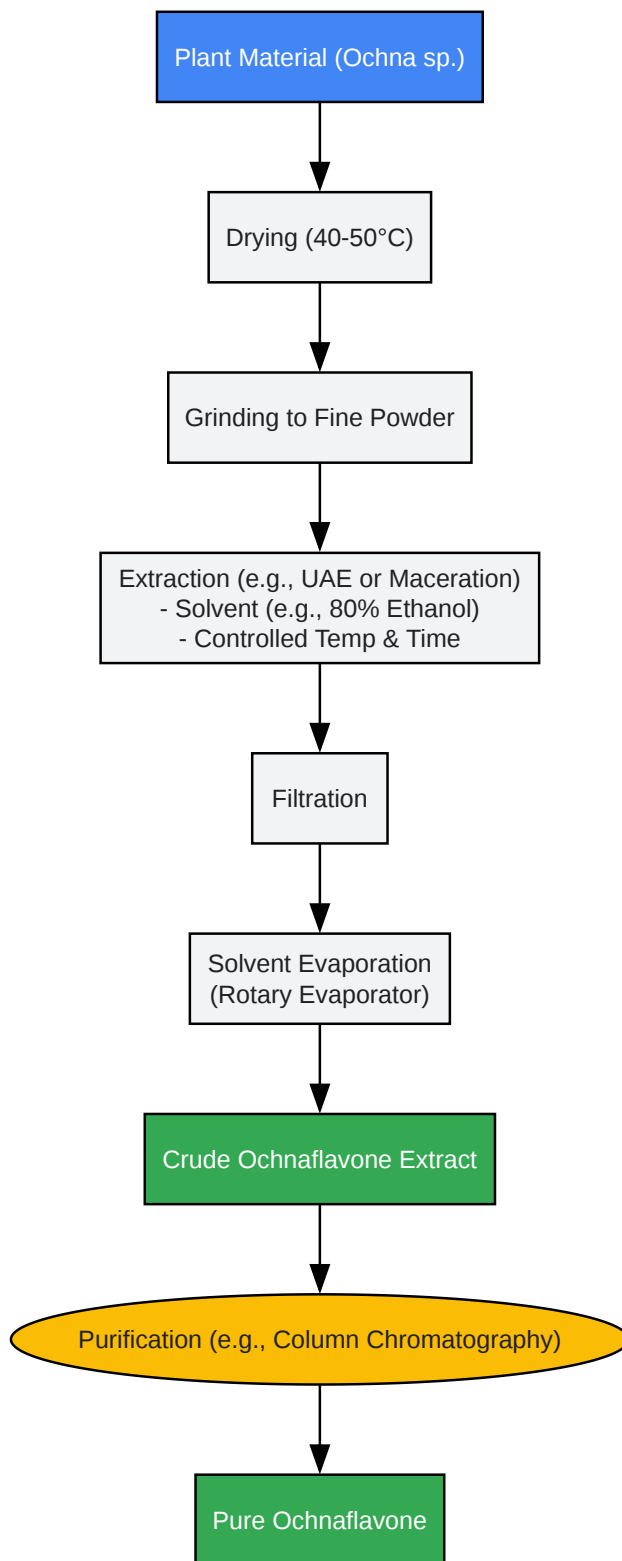 Plant Material (Ochna sp.)
Drying (40-50°C)
Grinding to Fine Powder
Extraction (e.g., UAE or Maceration)
- Solvent (e.g., 80% Ethanol)
- Controlled Temp & Time
Filtration
Solvent Evaporation
(Rotary Evaporator)
Crude Ochnaflavone Extract
Purification (e.g., Column Chromatography)
Pure Ochnaflavone